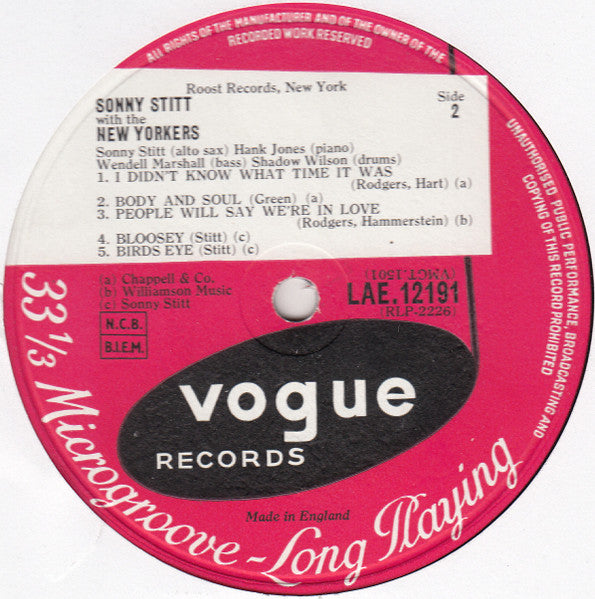 ALL RIGHTS OF THE MANUFACTURER AND OF THE OWNER OF THE
RECORDED WORK RESERVED
Roost Records, New York
SONNY STITT
with the
NEW YORKERS
Side
2
Sonny Stitt (alto sax) Hank Jones (piano)
Wendell Marshall (bass) Shadow Wilson (drums)
1. I DIDN'T KNOW WHAT TIME IT WAS
(Rodgers, Hart) (a)
2. BODY AND SOUL (Green) (a)
3. PEOPLE WILL SAY WE'RE IN LOVE
(Rodgers, Hammerstein) (b)
4. BLOOSEY (Stitt) (c)
5. BIRDS EYE (Stitt) (c)
(a) Chappell & Co.
(b) Williamson Music
(c) Sonny Stitt
N.C.B.
B.I.E.M.
(VMGT.1501)
LAE.12191
(RLP-2226)
UNAUTHORISED PUBLIC PERFORMANCE, BROADCASTING AND
COPYING OF THIS RECORD PROHIBITED
vogue
RECORDS
Made in England
33 1/3 Microgroove - Long Playing